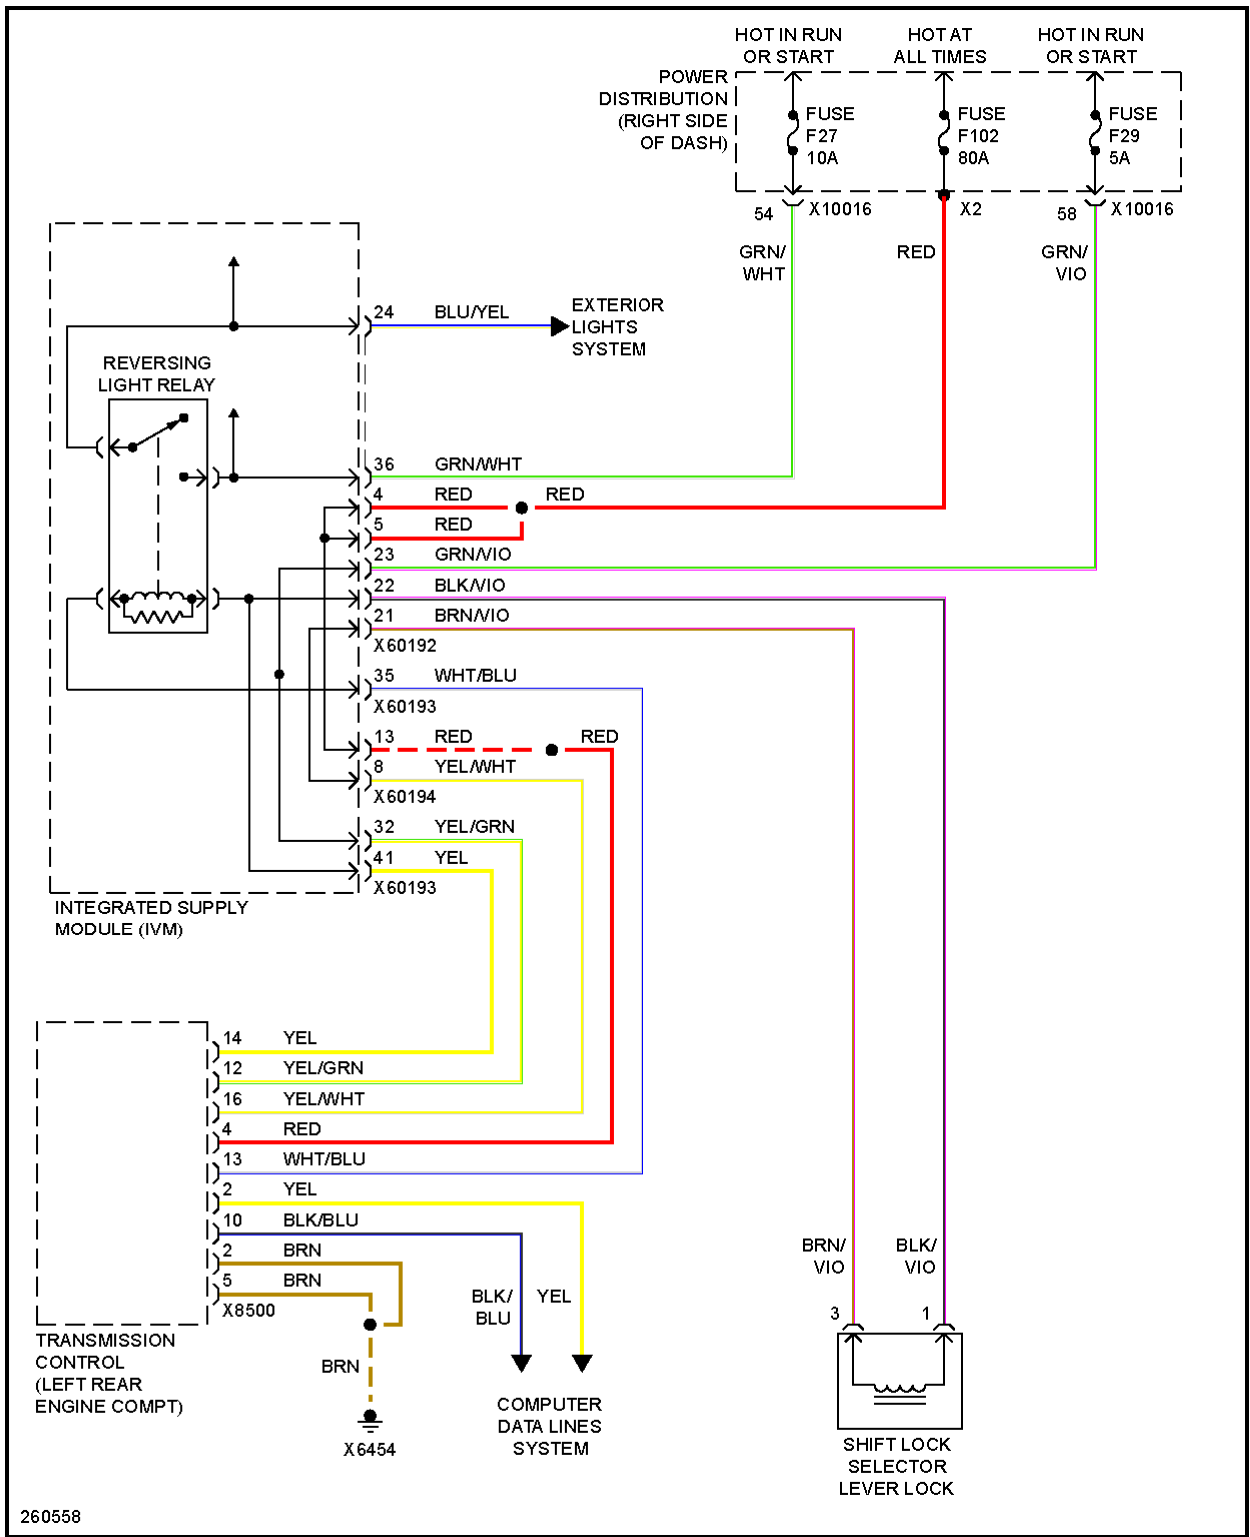 HOT IN RUN
OR START
HOT AT
ALL TIMES
HOT IN RUN
OR START
POWER
DISTRIBUTION
(RIGHT SIDE
OF DASH)
FUSE
F27
10A
FUSE
F102
80A
FUSE
F29
5A
54
X10016
X2
58
X10016
GRN/
WHT
RED
GRN/
VIO
24
BLU/YEL
EXTERIOR
LIGHTS
SYSTEM
REVERSING
LIGHT RELAY
36
GRN/WHT
4
RED
RED
5
RED
23
GRN/VIO
22
BLK/VIO
21
BRN/VIO
X60192
35
WHT/BLU
X60193
13
RED
RED
8
YEL/WHT
X60194
32
YEL/GRN
41
YEL
X60193
INTEGRATED SUPPLY
MODULE (IVM)
14
YEL
12
YEL/GRN
16
YEL/WHT
4
RED
13
WHT/BLU
2
YEL
10
BLK/BLU
2
BRN
5
BRN
X8500
TRANSMISSION
CONTROL
(LEFT REAR
ENGINE COMPT)
BRN
X6454
BLK/
BLU
YEL
COMPUTER
DATA LINES
SYSTEM
BRN/
VIO
BLK/
VIO
3
1
SHIFT LOCK
SELECTOR
LEVER LOCK
260558